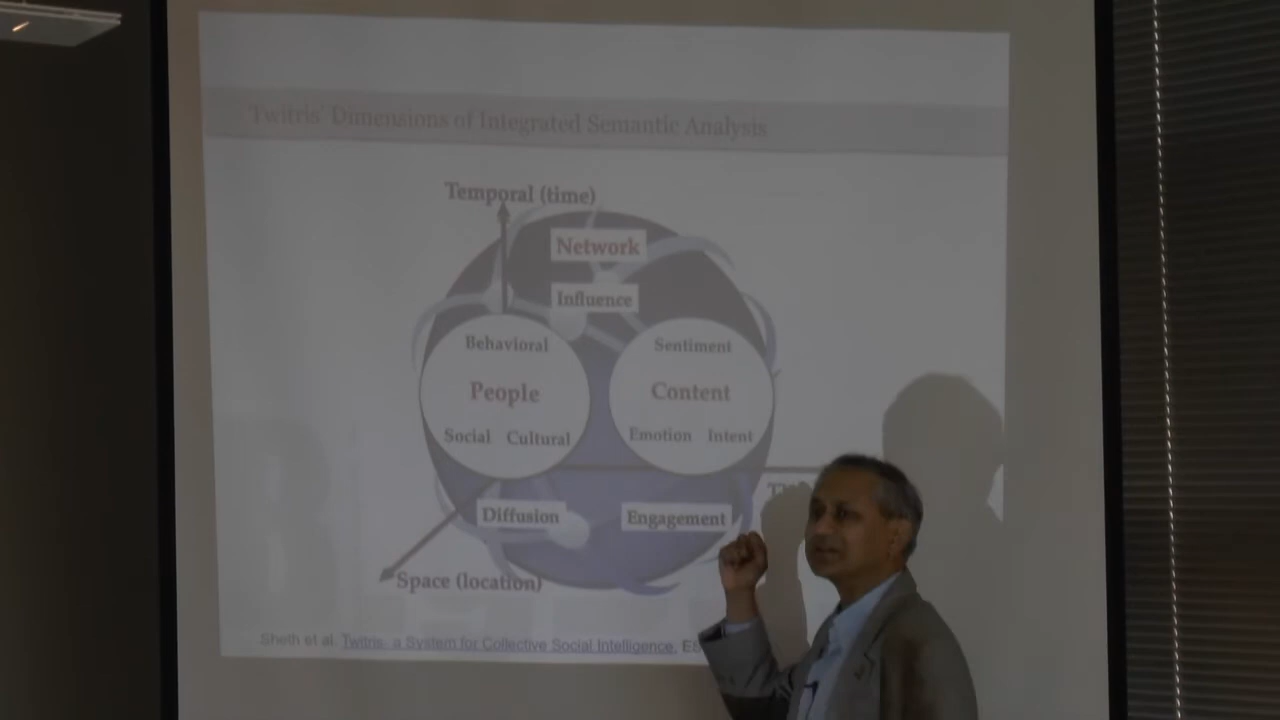 Twitris' Dimensions of Integrated Semantic Analysis
Temporal (time)
Network
Influence
Behavioral
People
Social Cultural
Sentiment
Content
Emotion Intent
Diffusion
Engagement
Space (location)
Sheth et al. Twitris- a System for Collective Social Intelligence,